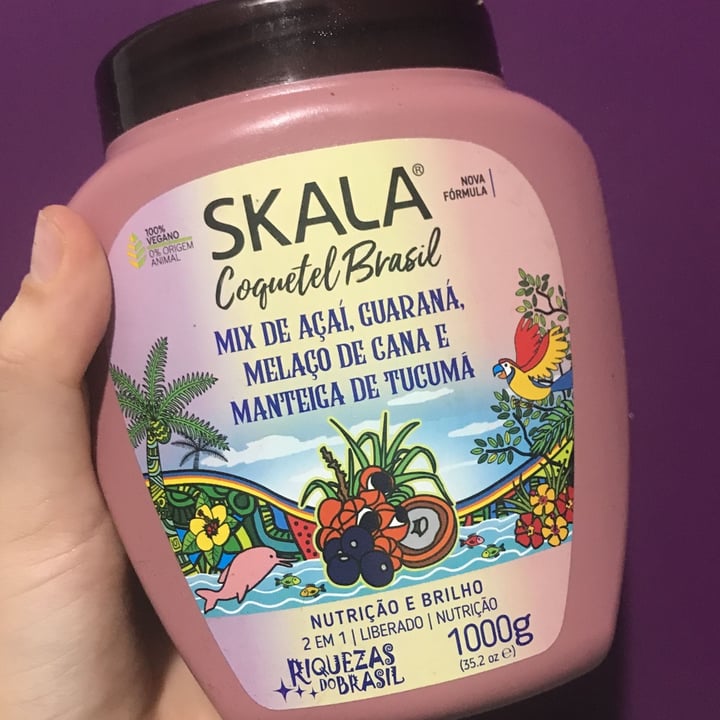 100%
VEGANO
0% ORIGEM
ANIMAL
SKALA®
NOVA
FÓRMULA
Coquetel Brasil
MIX DE AÇAÍ, GUARANÁ,
MELAÇO DE CANA E
MANTEIGA DE TUCUMÃ
NUTRIÇÃO E BRILHO
2 EM 1 | LIBERADO | NUTRIÇÃO
RIQUEZAS
DO BRASIL
1000g
(35.2 oz ℮)